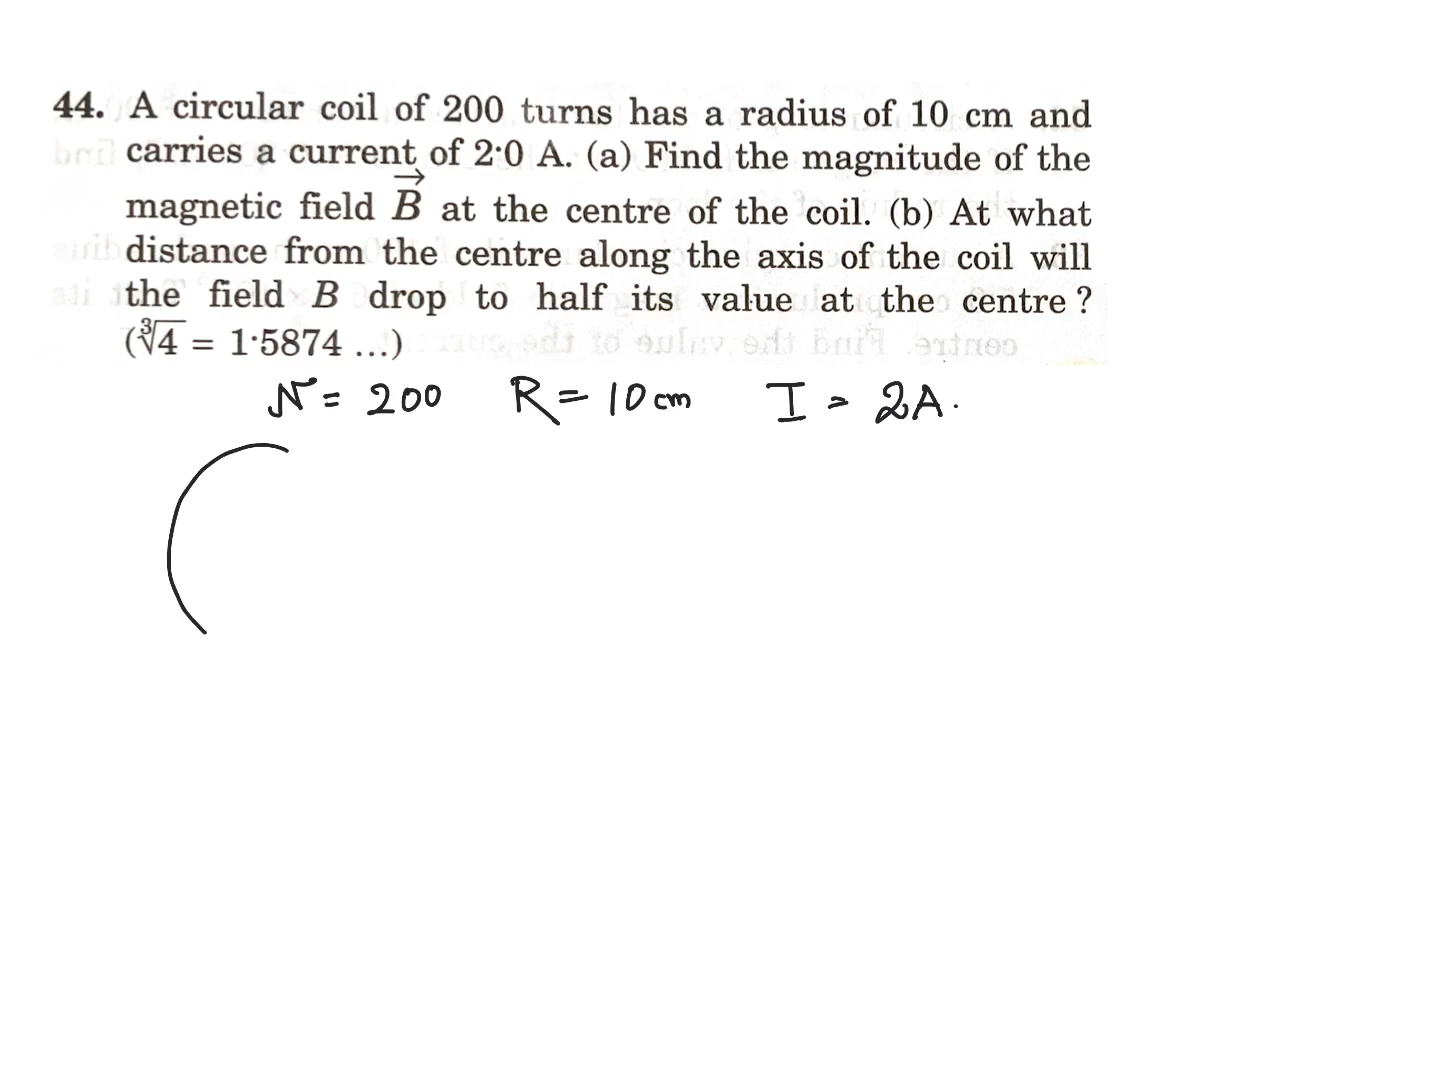 44. A circular coil of 200 turns has a radius of 10 cm and
carries a current of 2·0 A. (a) Find the magnitude of the
magnetic field \vec{B} at the centre of the coil. (b) At what
distance from the centre along the axis of the coil will
the field B drop to half its value at the centre ?
(∛4 = 1·5874 ...)
N = 200 R = 10 cm I = 2A.